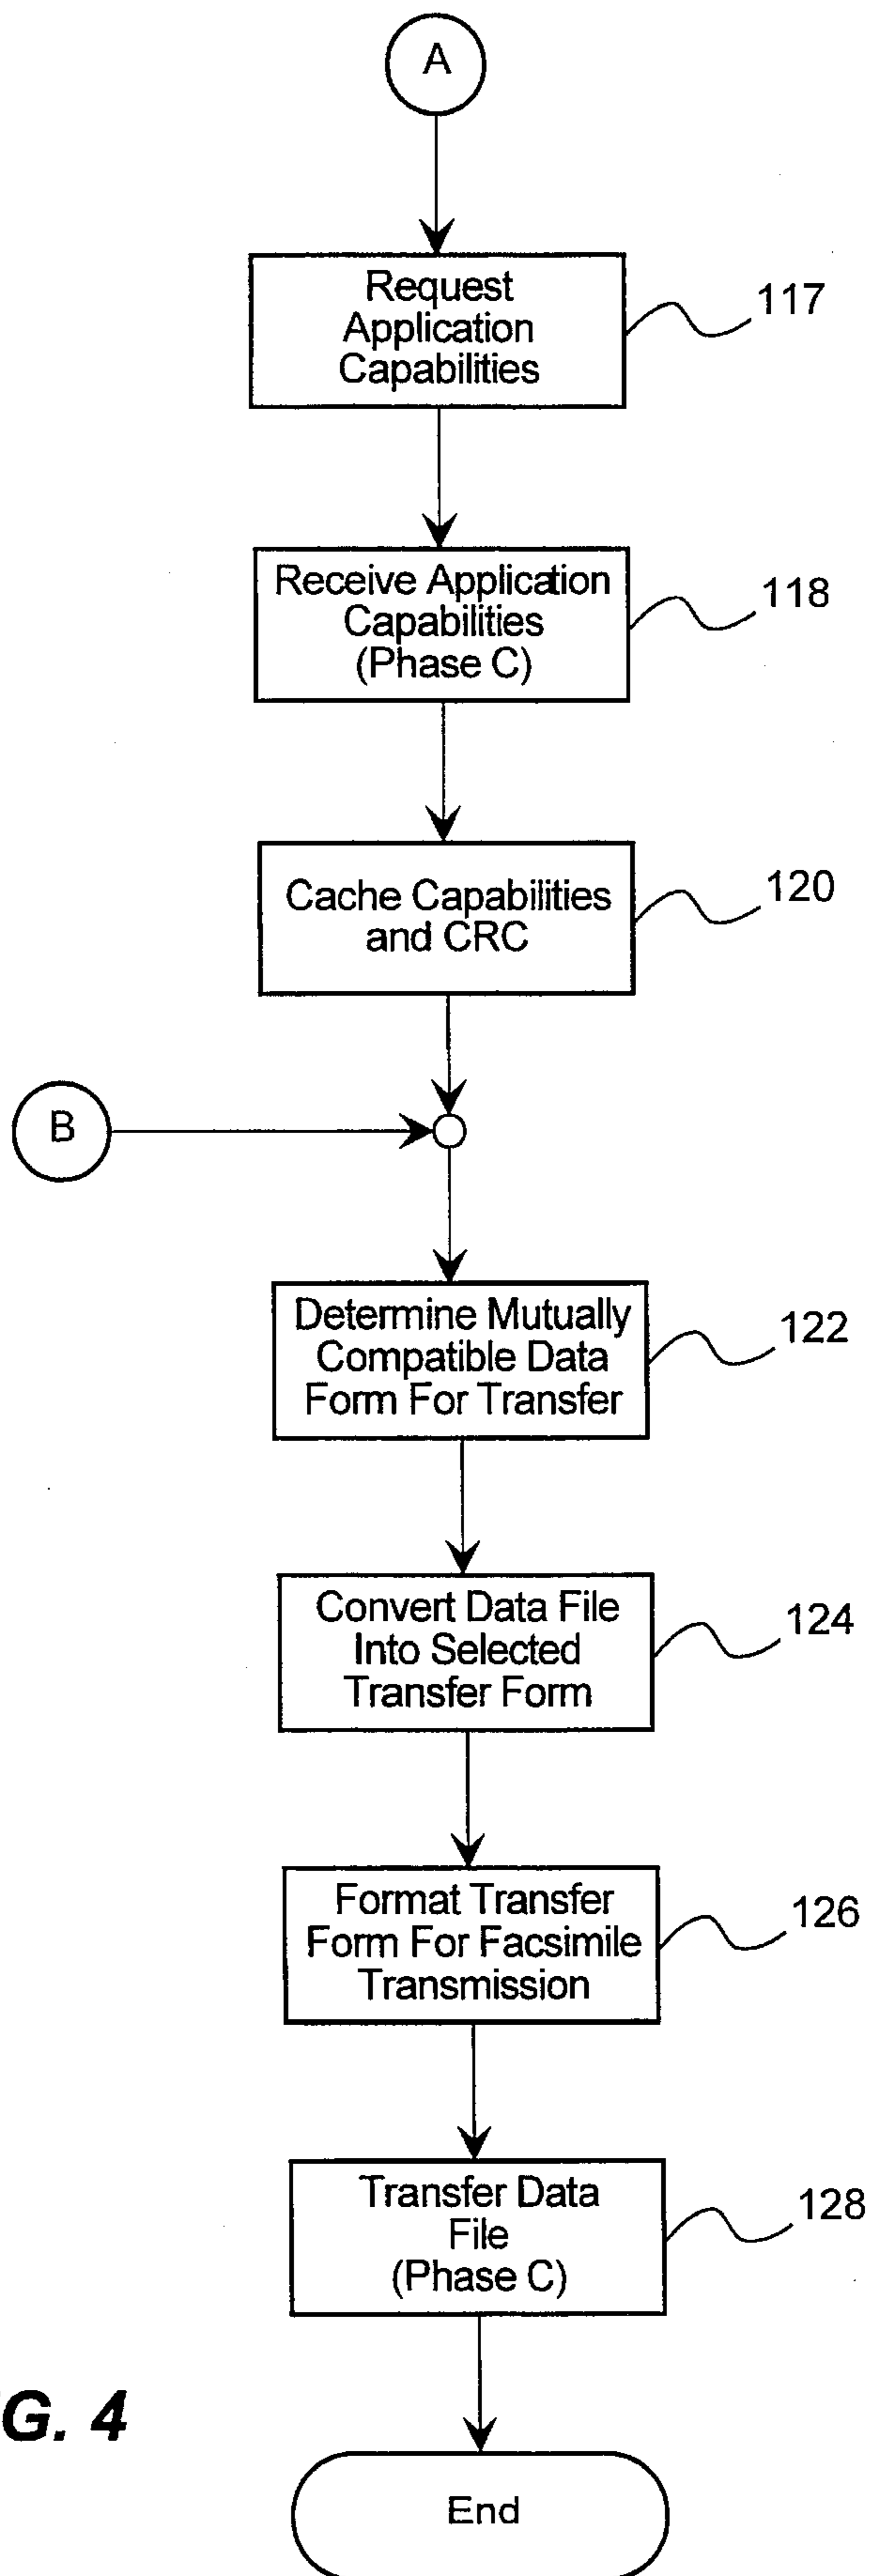 A
Request
Application
Capabilities
117
Receive Application
Capabilities
(Phase C)
118
Cache Capabilities
and CRC
120
B
Determine Mutually
Compatible Data
Form For Transfer
122
Convert Data File
Into Selected
Transfer Form
124
Format Transfer
Form For Facsimile
Transmission
126
Transfer Data
File
(Phase C)
128
G. 4
End